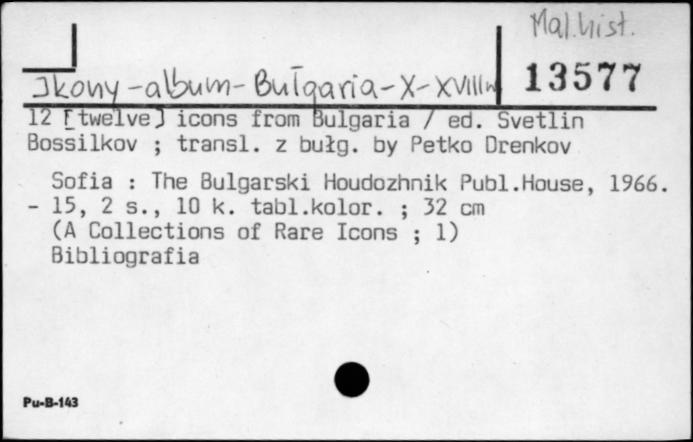 Mal.hist.
Ikony-album-Bułgaria-X-XVIIIw
13577
12 [twelve] icons from Bulgaria / ed. Svetlin
Bossilkov ; transl. z bułg. by Petko Drenkov
Sofia : The Bulgarski Houdozhnik Publ.House, 1966.
- 15, 2 s., 10 k. tabl.kolor. ; 32 cm
(A Collections of Rare Icons ; 1)
Bibliografia
Pu-B-143